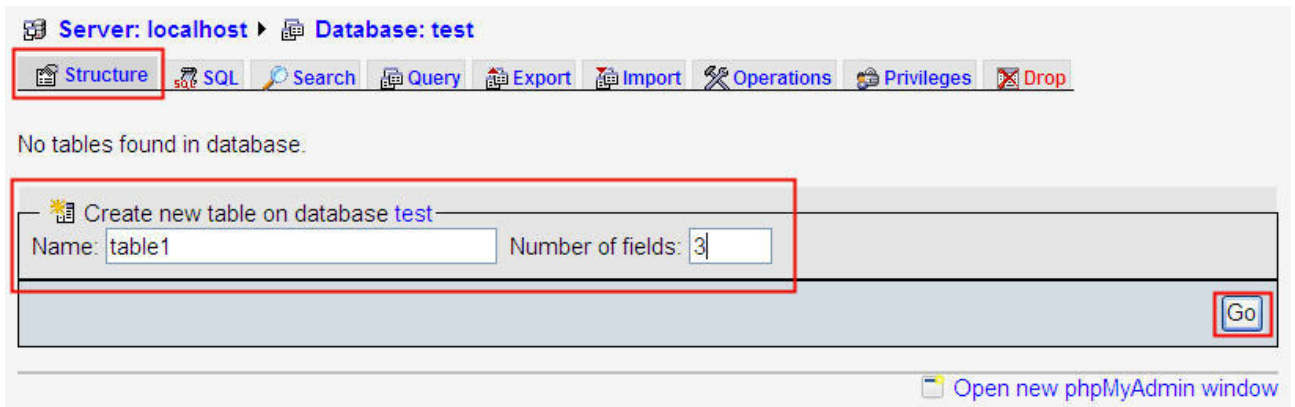 Server: localhost ▸ Database: test
Structure SQL Search Query Export Import Operations Privileges Drop
No tables found in database.
Create new table on database test
Name: table1 Number of fields: 3
Go
Open new phpMyAdmin window